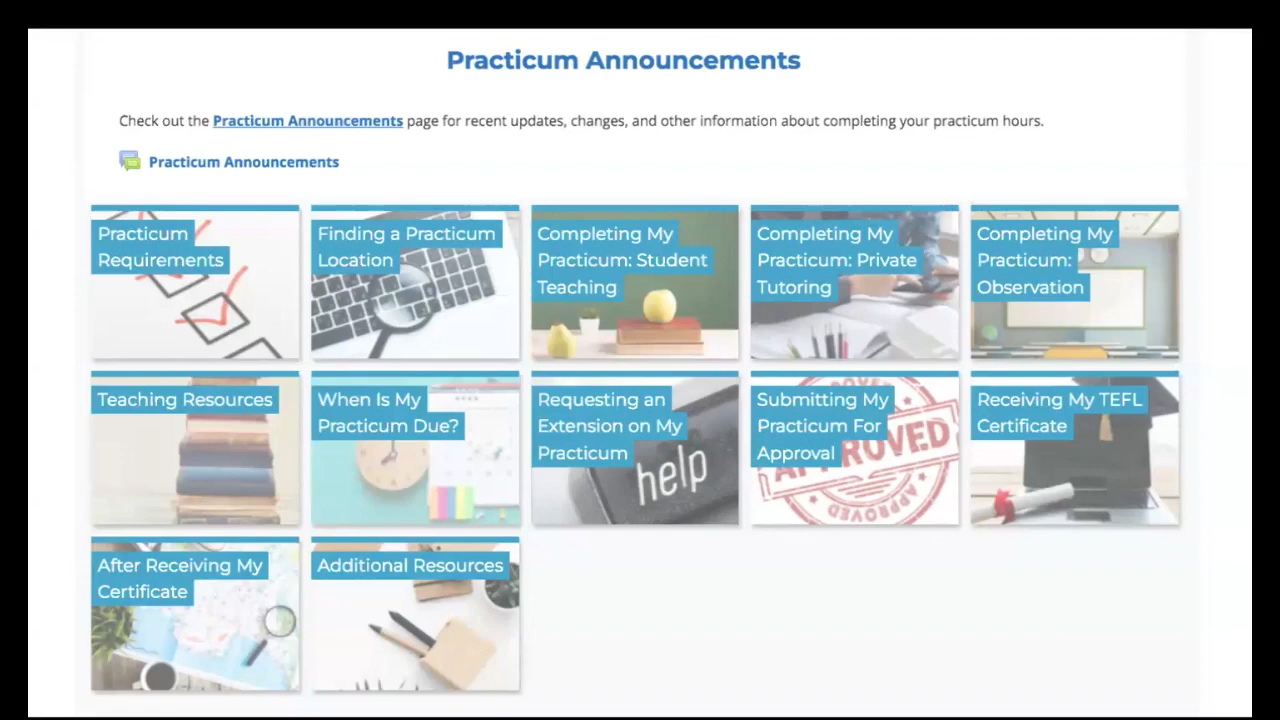 Practicum Announcements
Check out the Practicum Announcements page for recent updates, changes, and other information about completing your practicum hours.
Practicum Announcements
Practicum
Requirements
Finding a Practicum
Location
Completing My
Practicum: Student
Teaching
Completing My
Practicum: Private
Tutoring
Completing My
Practicum:
Observation
Teaching Resources
When Is My
Practicum Due?
Requesting an
Extension on My
Practicum
help
Submitting My
Practicum For
Approval
APPROVED
APPROVED
APPROVED
Receiving My TEFL
Certificate
After Receiving My
Certificate
Additional Resources